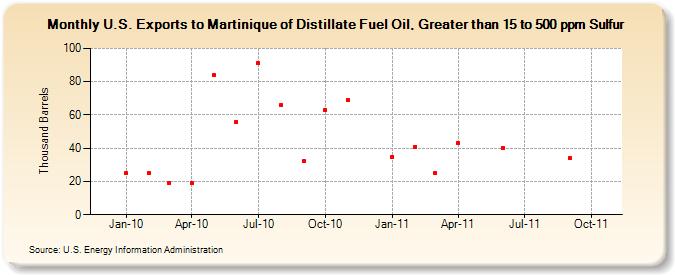 Monthly U.S. Exports to Martinique of Distillate Fuel Oil, Greater than 15 to 500 ppm Sulfur
Thousand Barrels
100
80
60
40
20
0
Jan-10 Apr-10 Jul-10 Oct-10 Jan-11 Apr-11 Jul-11 Oct-11
Source: U.S. Energy Information Administration